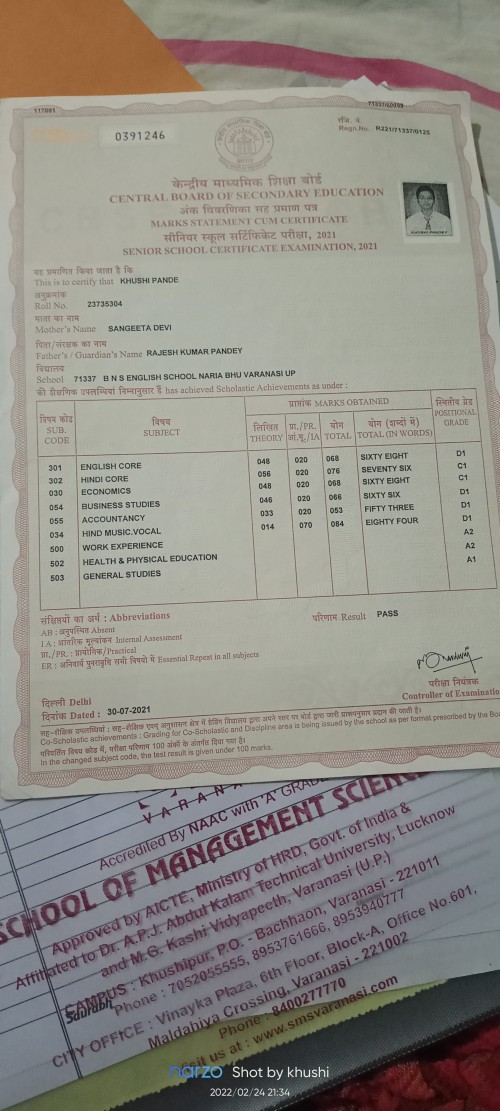 117081
71337/60009
0391246
रजि. नं.
Regn.No. R221/71337/0125
केन्द्रीय माध्यमिक शिक्षा बोर्ड
CENTRAL BOARD OF SECONDARY EDUCATION
अंक विवरणिका सह प्रमाण पत्र
MARKS STATEMENT CUM CERTIFICATE
सीनियर स्कूल सर्टिफिकेट परीक्षा, 2021
SENIOR SCHOOL CERTIFICATE EXAMINATION, 2021
यह प्रमाणित किया जाता है कि
This is to certify that KHUSHI PANDE
अनुक्रमांक
Roll No. 23735304
माता का नाम
Mother's Name SANGEETA DEVI
पिता/संरक्षक का नाम
Father's / Guardian's Name RAJESH KUMAR PANDEY
विद्यालय
School 71337 B N S ENGLISH SCHOOL NARIA BHU VARANASI UP
की शैक्षणिक उपलब्धियां निम्नानुसार हैं has achieved Scholastic Achievements as under :
विषय कोड SUB. CODE विषय SUBJECT प्राप्तांक MARKS OBTAINED स्थितीय ग्रेड POSITIONAL GRADE
लिखित THEORY प्रा./PR. आं.मू./IA योग TOTAL योग (शब्दों में) TOTAL (IN WORDS)
301 ENGLISH CORE 048 020 068 SIXTY EIGHT D1
302 HINDI CORE 056 020 076 SEVENTY SIX C1
030 ECONOMICS 048 020 068 SIXTY EIGHT C1
054 BUSINESS STUDIES 046 020 066 SIXTY SIX D1
055 ACCOUNTANCY 033 020 053 FIFTY THREE D1
034 HIND MUSIC.VOCAL 014 070 084 EIGHTY FOUR D1
500 WORK EXPERIENCE A2
502 HEALTH & PHYSICAL EDUCATION A2
503 GENERAL STUDIES A1
संक्षिप्तियों का अर्थ : Abbreviations
परिणाम Result PASS
AB : अनुपस्थित Absent
I.A : आंतरिक मूल्यांकन Internal Assessment
प्रा./PR. : प्रायोगिक/Practical
ER : अनिवार्य पुनरावृत्ति सभी विषयों में Essential Repeat in all subjects
परीक्षा नियंत्रक
Controller of Examinatio
दिल्ली Delhi
दिनांक Dated : 30-07-2021
सह-शैक्षिक उपलब्धियां : सह-शैक्षिक एवम् अनुशासन क्षेत्र में ग्रेडिंग विद्यालय द्वारा अपने स्तर पर बोर्ड द्वारा जारी प्रारूपनुसार प्रदान की जाती है।
Co-Scholastic achievements : Grading for Co-Scholastic and Discipline area is being issued by the school as per format prescribed by the Boa
परिवर्तित विषय कोड में, परीक्षा परिणाम 100 अंकों के अंतर्गत दिया गया है।
In the changed subject code, the test result is given under 100 marks.
VARANA
Accredited By NAAC with 'A' GRAD
SCHOOL OF MANAGEMENT SCIENC
Approved by AICTE, Ministry of HRD, Govt. of India &
Affiliated to Dr. A.P.J. Abdul Kalam Technical University, Lucknow
and M.G. Kashi Vidyapeeth, Varanasi (U.P.)
CAMPUS : Khushipur, P.O. - Bachhaon, Varanasi - 221011
Saurabh
Phone : 7052055555, 8953761666, 8953940777
CITY OFFICE : Vinayka Plaza, 6th Floor, Block-A, Office No.601,
Maldahiya Crossing, Varanasi - 221002
Phone : 8400277770
sit us at : www.smsvaranasi.com
narzo Shot by khushi
2022/02/24 21:34